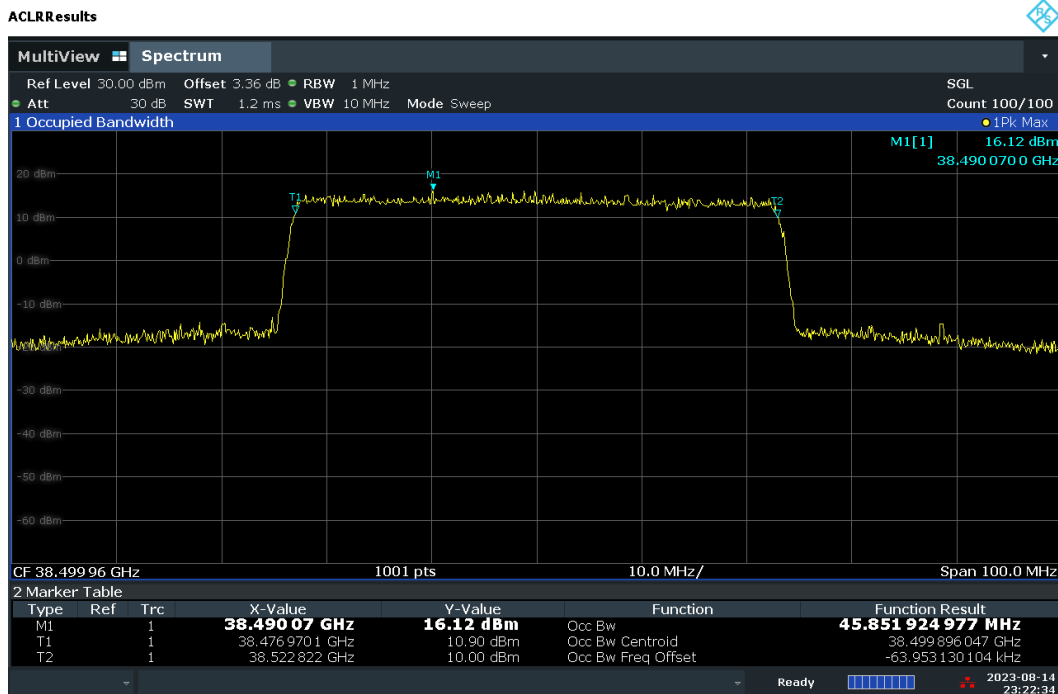 ACLRResults
R&S
MultiView Spectrum
Ref Level 30.00 dBm Offset 3.36 dB RBW 1 MHz SGL
Att 30 dB SWT 1.2 ms VBW 10 MHz Mode Sweep Count 100/100
1 Occupied Bandwidth 1Pk Max
M1[1] 16.12 dBm
38.490 070 0 GHz
20 dBm
M1
T1
T2
10 dBm
0 dBm
-10 dBm
-30 dBm
-40 dBm
-50 dBm
-60 dBm
CF 38.499 96 GHz 1001 pts 10.0 MHz/ Span 100.0 MHz
2 Marker Table
Type Ref Trc X-Value Y-Value Function Function Result
M1 1 38.490 07 GHz 16.12 dBm Occ Bw 45.851 924 977 MHz
T1 1 38.476 970 1 GHz 10.90 dBm Occ Bw Centroid 38.499 896 047 GHz
T2 1 38.522 822 GHz 10.00 dBm Occ Bw Freq Offset -63.953 130 104 kHz
Ready 2023-08-14
23:22:34